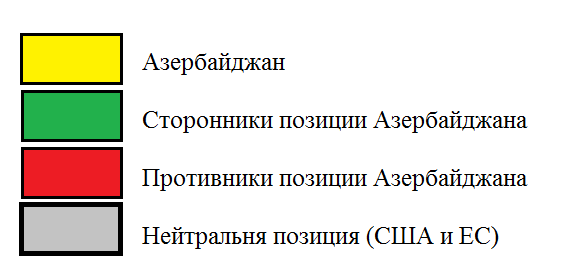 Азербайджан
Сторонники позиции Азербайджана
Противники позиции Азербайджана
Нейтральня позиция (США и ЕС)